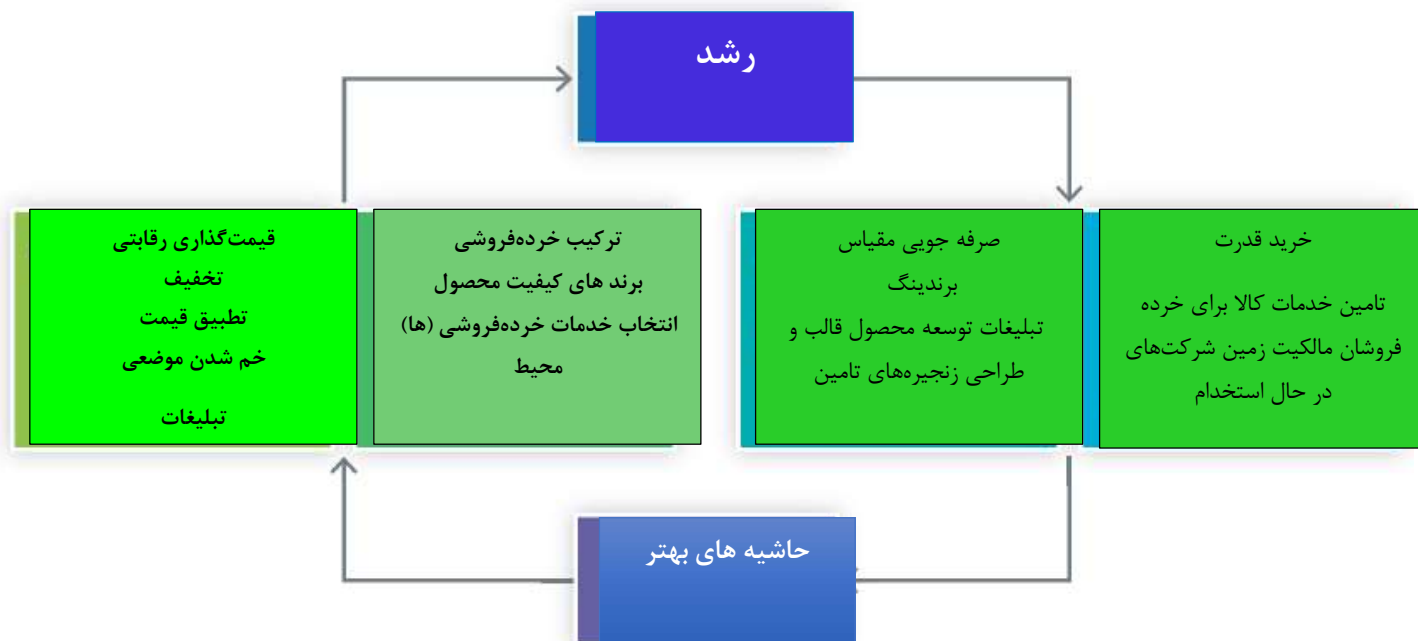 رشد
خرید قدرت
تامین خدمات کالا برای خرده
فروشان مالکیت زمین شرکت‌های
در حال استخدام
صرفه جویی مقیاس
برندینگ
تبلیغات توسعه محصول قالب و
طراحی زنجیره‌های تامین
ترکیب خرده‌فروشی
برند های کیفیت محصول
انتخاب خدمات خرده‌فروشی (ها)
محیط
قیمت‌گذاری رقابتی
تخفیف
تطبیق قیمت
خم شدن موضعی
تبلیغات
حاشیه های بهتر